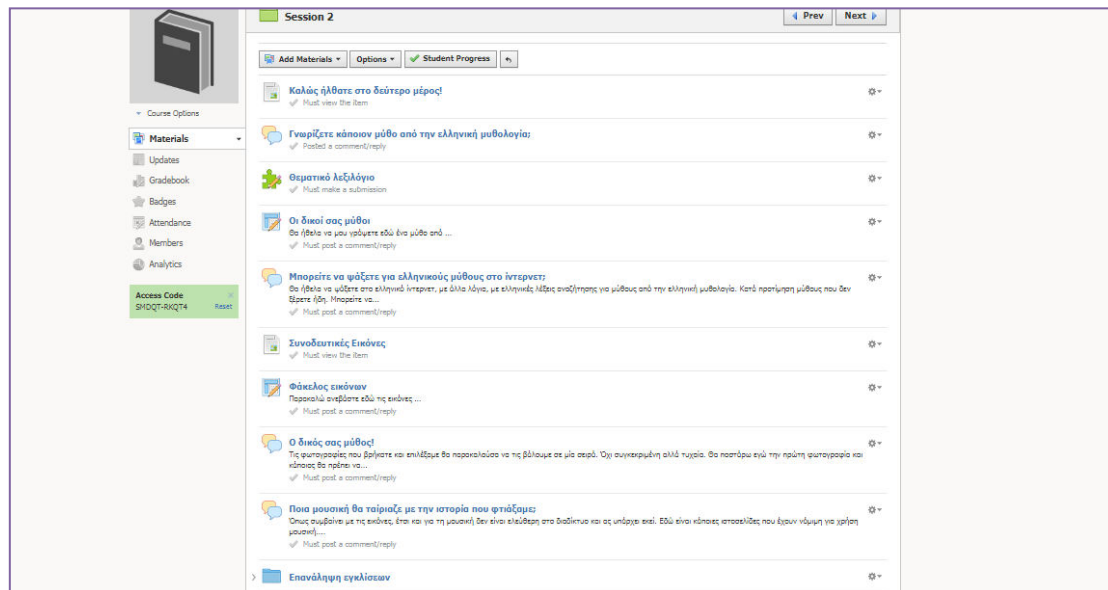 Session 2
Prev
Next
Add Materials
Options
Student Progress
Course Options
Materials
Updates
Gradebook
Badges
Attendance
Members
Analytics
Access Code
SMDQT-RKQT4
Reset
Καλώς ήλθατε στο δεύτερο μέρος!
Must view the item
Γνωρίζετε κάποιον μύθο από την ελληνική μυθολογία;
Posted a comment/reply
Θεματικό λεξιλόγιο
Must make a submission
Οι δικοί σας μύθοι
Θα ήθελα να μου γράψετε εδώ ένα μύθο από ...
Must post a comment/reply
Μπορείτε να ψάξετε για ελληνικούς μύθους στο ίντερνετ;
Θα ήθελα να ψάξετε στο ελληνικό ίντερνετ, με άλλα λόγια, με ελληνικές λέξεις αναζήτησης για μύθους από την ελληνική μυθολογία. Κατά προτίμηση μύθους που δεν
ξέρετε ήδη. Μπορείτε να...
Must post a comment/reply
Συνοδευτικές Εικόνες
Must view the item
Φάκελος εικόνων
Παρακαλώ ανεβάστε εδώ τις εικόνες ...
Must post a comment/reply
Ο δικός σας μύθος!
Τις φωτογραφίες που βρήκατε και επιλέξαμε θα παρακαλούσα να τις βάλουμε σε μία σειρά. Όχι συγκεκριμένη αλλά τυχαία. Θα ποστάρω εγώ την πρώτη φωτογραφία και
κάποιος θα πρέπει να...
Must post a comment/reply
Ποια μουσική θα ταίριαζε με την ιστορία που φτιάξαμε;
Όπως συμβαίνει με τις εικόνες, έτσι και για τη μουσική δεν είναι ελεύθερη στο διαδίκτυο και ας υπάρχει εκεί. Εδώ είναι κάποιες ιστοσελίδες που έχουν νόμιμη για χρήση
μουσική....
Must post a comment/reply
Επανάληψη εγκλίσεων